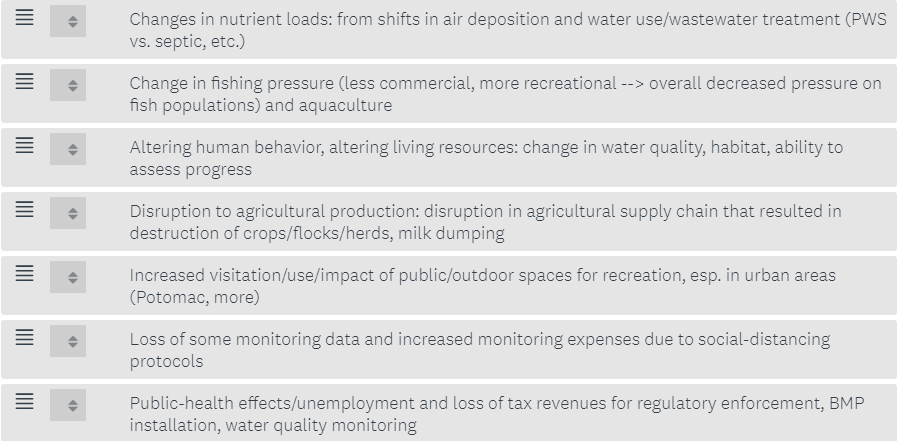 Changes in nutrient loads: from shifts in air deposition and water use/wastewater treatment (PWS
vs. septic, etc.)
Change in fishing pressure (less commercial, more recreational --> overall decreased pressure on
fish populations) and aquaculture
Altering human behavior, altering living resources: change in water quality, habitat, ability to
assess progress
Disruption to agricultural production: disruption in agricultural supply chain that resulted in
destruction of crops/flocks/herds, milk dumping
Increased visitation/use/impact of public/outdoor spaces for recreation, esp. in urban areas
(Potomac, more)
Loss of some monitoring data and increased monitoring expenses due to social-distancing
protocols
Public-health effects/unemployment and loss of tax revenues for regulatory enforcement, BMP
installation, water quality monitoring